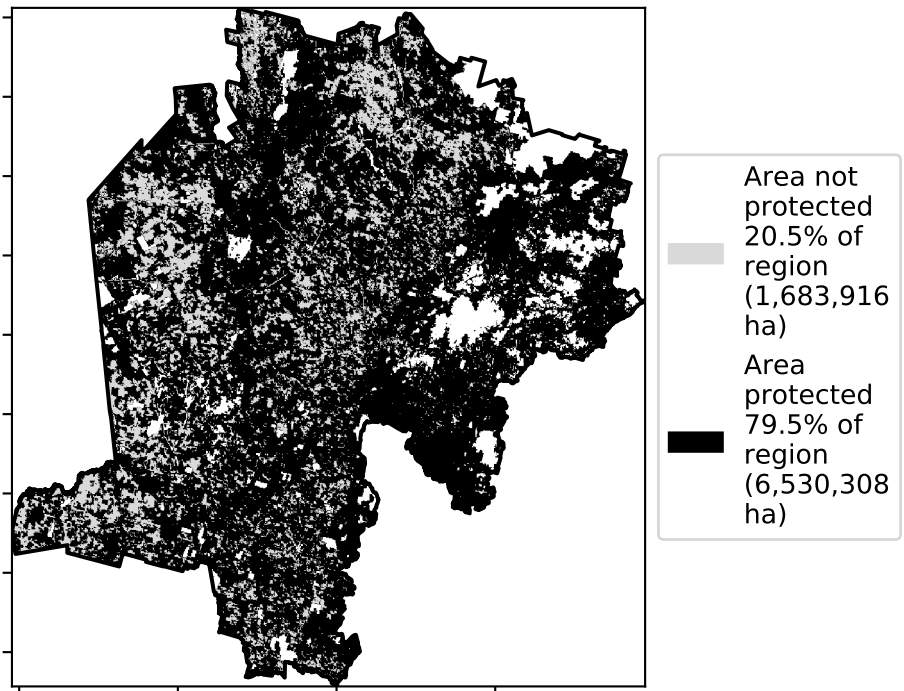 Area not
protected
20.5% of
region
(1,683,916
ha)
Area
protected
79.5% of
region
(6,530,308
ha)